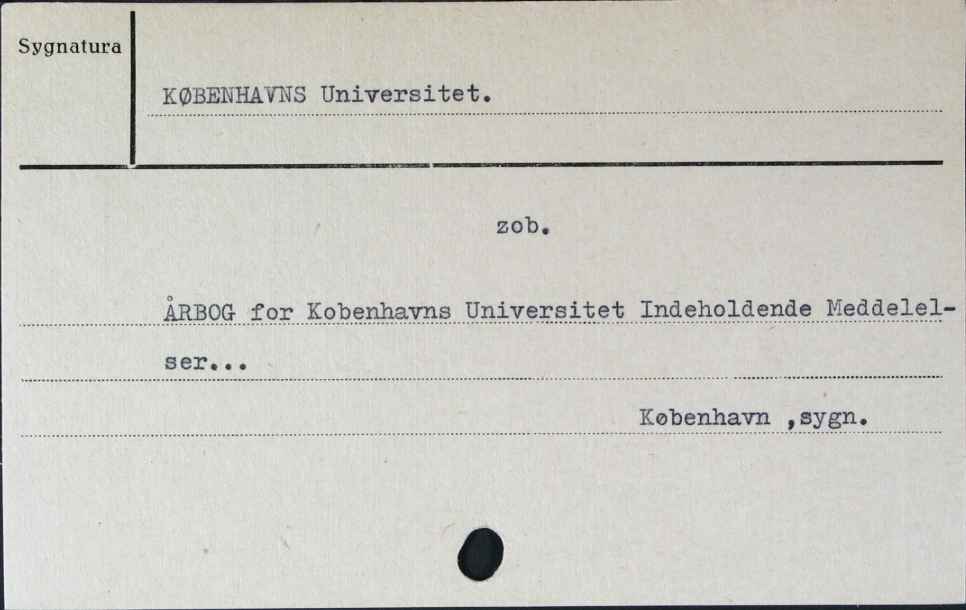 Sygnatura
KØBENHAVNS Universitet.
zob.
ÅRBOG for Kobenhavns Universitet Indeholdende Meddelel-
ser...
København ,sygn.